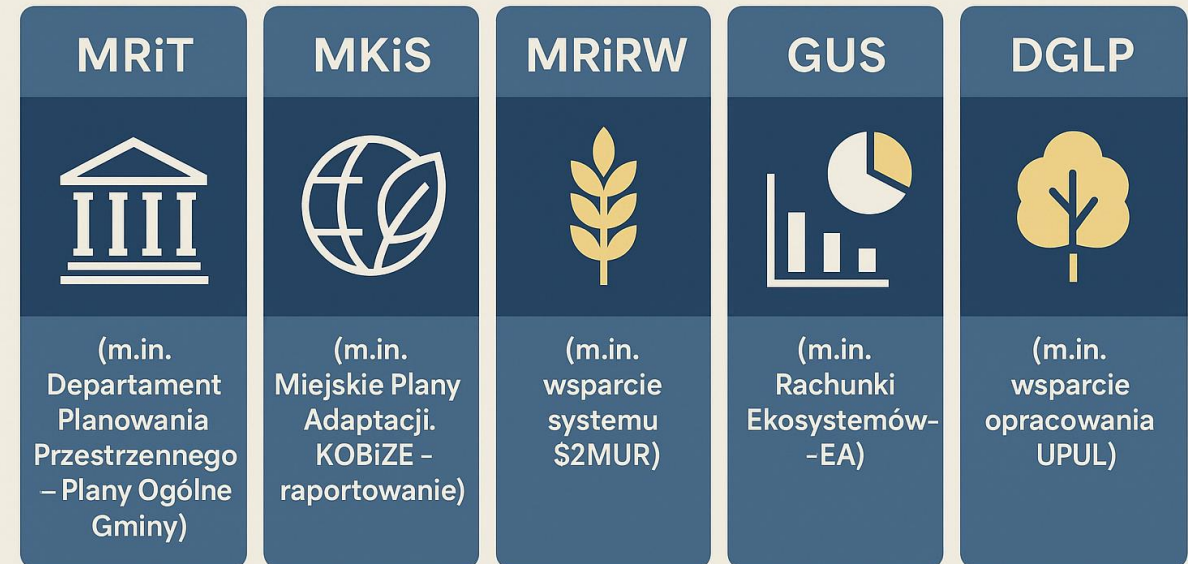 MRiT
(m.in.
Departament
Planowania
Przestrzennego
– Plany Ogólne
Gminy)
MKiS
(m.in.
Miejskie Plany
Adaptacji.
KOBiZE –
raportowanie)
MRiRW
(m.in.
wsparcie
systemu
$2MUR)
GUS
(m.in.
Rachunki
Ekosystemów–
–EA)
DGLP
(m.in.
wsparcie
opracowania
UPUL)